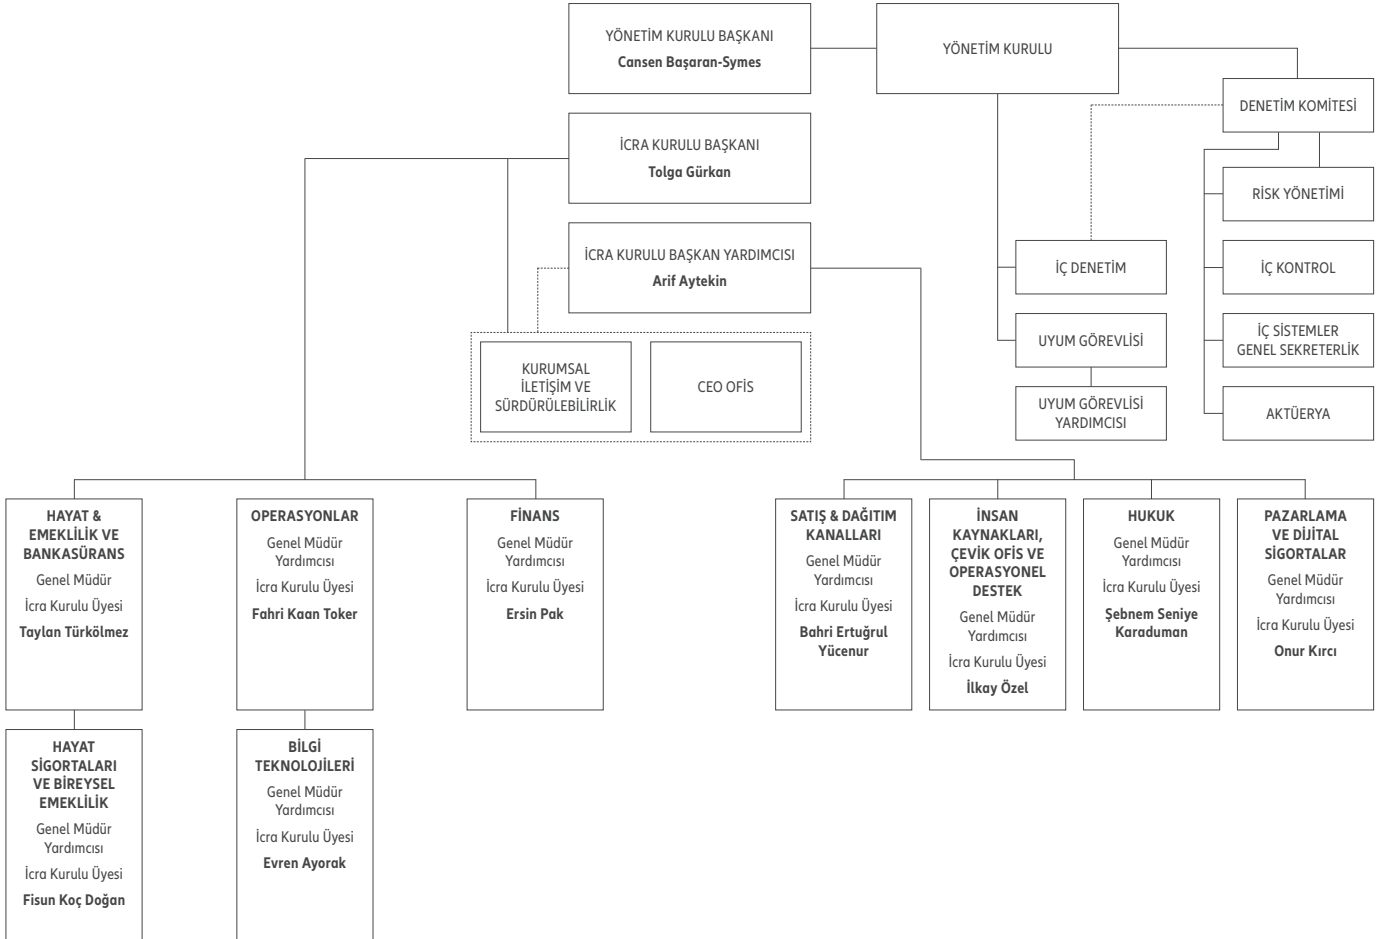 YÖNETİM KURULU BAŞKANI
Cansen Başaran-Symes
YÖNETİM KURULU
DENETİM KOMİTESİ
İCRA KURULU BAŞKANI
Tolga Gürkan
RİSK YÖNETİMİ
İCRA KURULU BAŞKAN YARDIMCISI
Arif Aytekin
İÇ DENETİM
İÇ KONTROL
UYUM GÖREVLİSİ
İÇ SİSTEMLER
GENEL SEKRETERLİK
KURUMSAL
İLETİŞİM VE
SÜRDÜRÜLEBİLİRLİK
CEO OFİS
UYUM GÖREVLİSİ
YARDIMCISI
AKTÜERYA
HAYAT &
EMEKLİLİK VE
BANKASÜRANS
Genel Müdür
İcra Kurulu Üyesi
Taylan Türkölmez
OPERASYONLAR
Genel Müdür
Yardımcısı
İcra Kurulu Üyesi
Fahri Kaan Toker
FİNANS
Genel Müdür
Yardımcısı
İcra Kurulu Üyesi
Ersin Pak
SATIŞ & DAĞITIM
KANALLARI
Genel Müdür
Yardımcısı
İcra Kurulu Üyesi
Bahri Ertuğrul
Yücenur
İNSAN
KAYNAKLARI,
ÇEVİK OFİS VE
OPERASYONEL
DESTEK
Genel Müdür
Yardımcısı
İcra Kurulu Üyesi
İlkay Özel
HUKUK
Genel Müdür
Yardımcısı
İcra Kurulu Üyesi
Şebnem Seniye
Karaduman
PAZARLAMA
VE DİJİTAL
SİGORTALAR
Genel Müdür
Yardımcısı
İcra Kurulu Üyesi
Onur Kırcı
HAYAT
SİGORTALARI
VE BİREYSEL
EMEKLİLİK
Genel Müdür
Yardımcısı
İcra Kurulu Üyesi
Fisun Koç Doğan
BİLGİ
TEKNOLOJİLERİ
Genel Müdür
Yardımcısı
İcra Kurulu Üyesi
Evren Ayorak